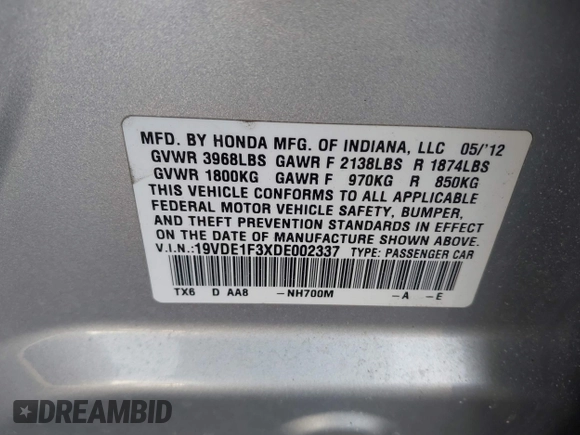 MFD. BY HONDA MFG. OF INDIANA, LLC 05/'12
GVWR 3968LBS GAWR F 2138LBS R 1874LBS
GVWR 1800KG GAWR F 970KG R 850KG
THIS VEHICLE CONFORMS TO ALL APPLICABLE
FEDERAL MOTOR VEHICLE SAFETY, BUMPER,
AND THEFT PREVENTION STANDARDS IN EFFECT
ON THE DATE OF MANUFACTURE SHOWN ABOVE.
V.I.N.:19VDE1F3XDE002337 TYPE: PASSENGER CAR
TX6 D AA8 -NH700M -A -E
DREAMBID